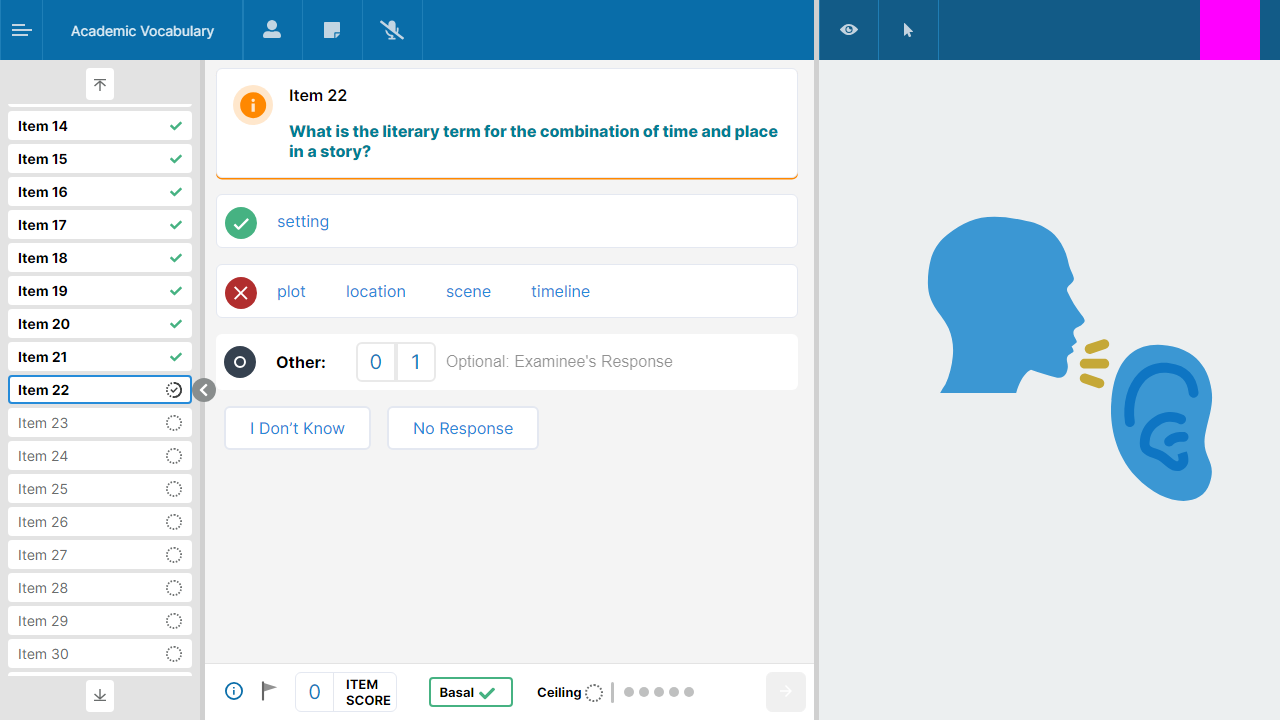 Academic Vocabulary
Item 14
Item 15
Item 16
Item 17
Item 18
Item 19
Item 20
Item 21
Item 22
Item 23
Item 24
Item 25
Item 26
Item 27
Item 28
Item 29
Item 30
Item 22
What is the literary term for the combination of time and place
in a story?
setting
plot location scene timeline
Other: 0 1 Optional: Examinee's Response
I Don’t Know No Response
0 ITEM
SCORE
Basal Ceiling